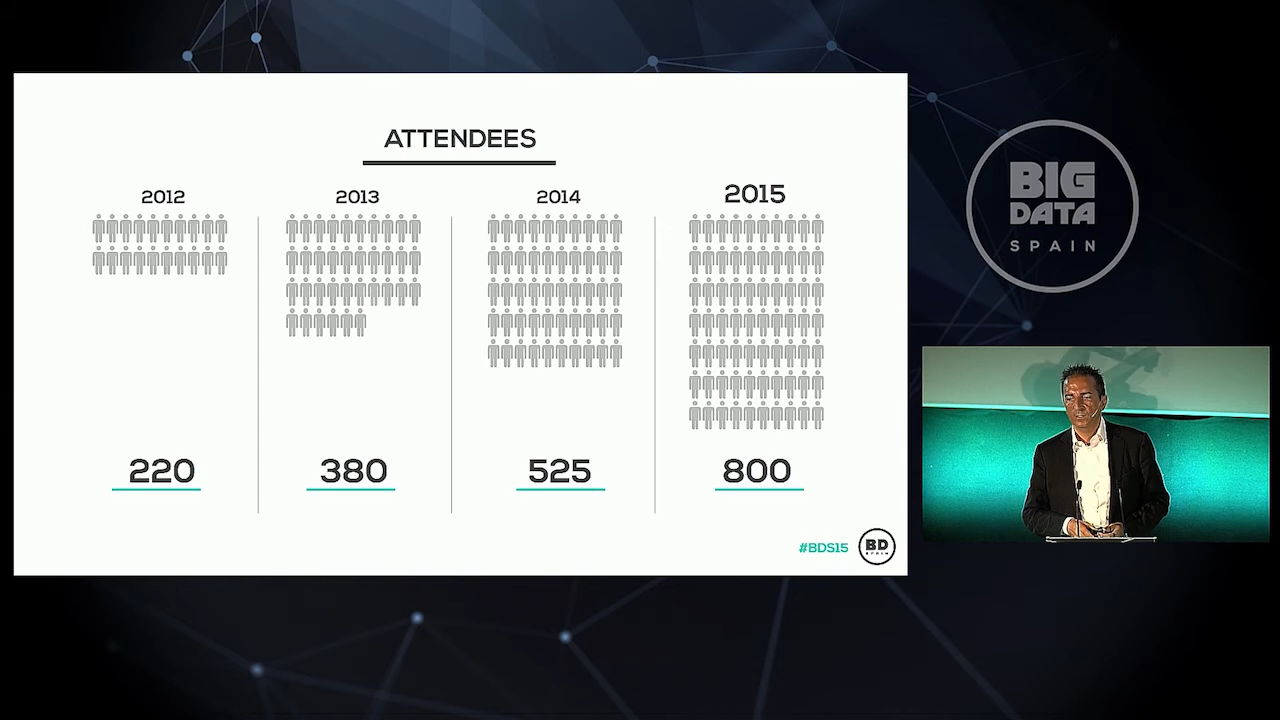 ATTENDEES
2012
2013
2014
2015
220
380
525
800
#BDS15
BD
SPAIN
BIG
DATA
SPAIN